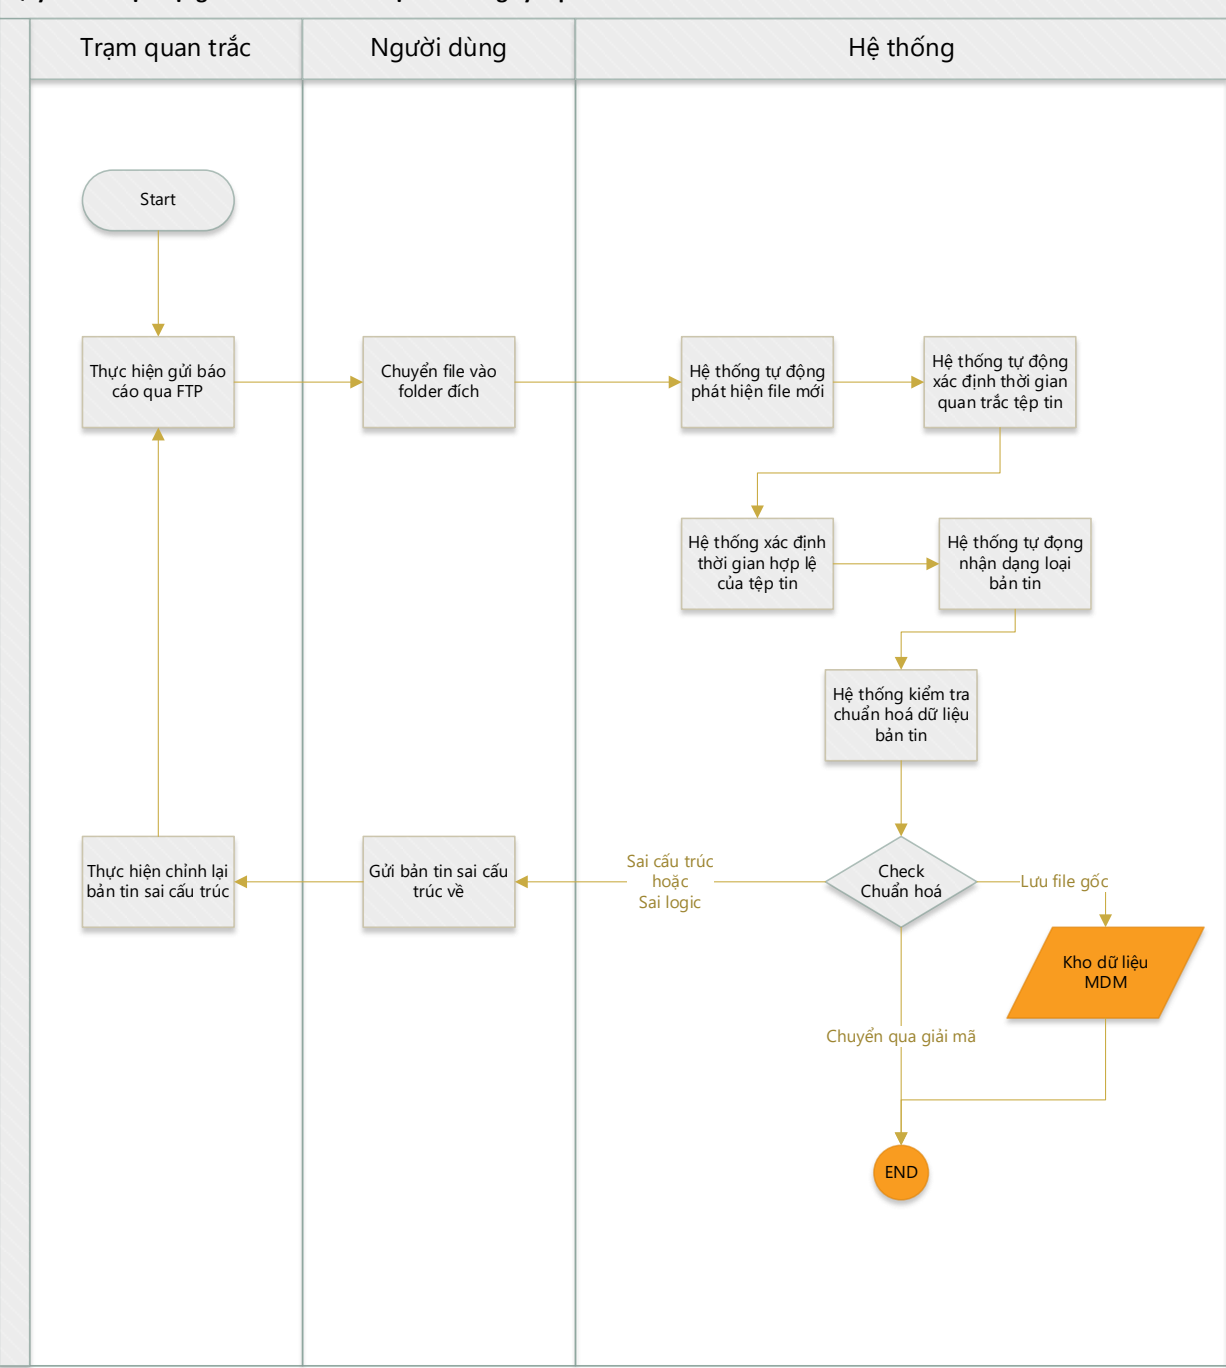 Trạm quan trắc
Người dùng
Hệ thống
Start
Thực hiện gửi báo
cáo qua FTP
Chuyển file vào
folder đích
Hệ thống tự động
phát hiện file mới
Hệ thống tự động
xác định thời gian
quan trắc tệp tin
Hệ thống xác định
thời gian hợp lệ
của tệp tin
Hệ thống tự đọng
nhận dạng loại
bản tin
Hệ thống kiểm tra
chuẩn hoá dữ liệu
bản tin
Thực hiện chỉnh lại
bản tin sai cấu trúc
Gửi bản tin sai cấu
trúc về
Sai cấu trúc
hoặc
Sai logic
Check
Chuẩn hoá
Lưu file gốc
Kho dữ liệu
MDM
Chuyển qua giải mã
END